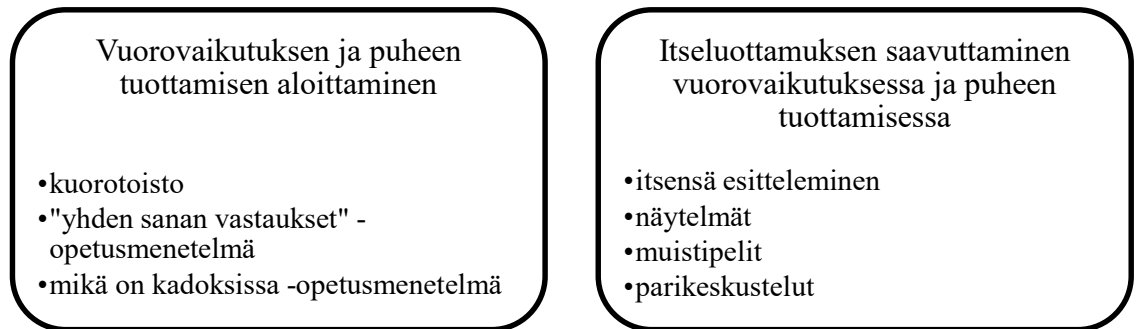 Vuorovaikutuksen ja puheen
tuottamisen aloittaminen
•kuorotoisto
•"yhden sanan vastaukset" -
opetusmenetelmä
•mikä on kadoksissa -opetusmenetelmä
Itseluottamuksen saavuttaminen
vuorovaikutuksessa ja puheen
tuottamisessa
•itsensä esitteleminen
•näytelmät
•muistipelit
•parikeskustelut